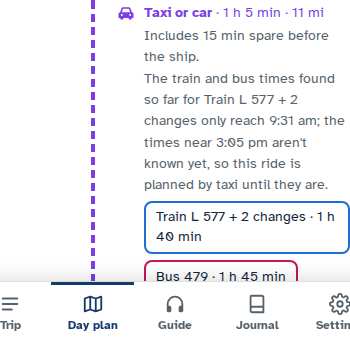 Taxi or car · 1 h 5 min · 11 mi
Includes 15 min spare before
the ship.
The train and bus times found
so far for Train L 577 + 2
changes only reach 9:31 am; the
times near 3:05 pm aren't
known yet, so this ride is
planned by taxi until they are.
Train L 577 + 2 changes · 1 h
40 min
Bus 479 · 1 h 45 min
Trip
Day plan
Guide
Journal
Settin